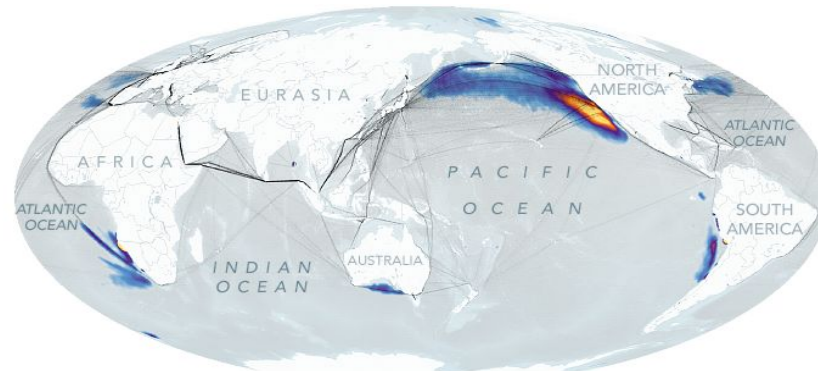 EURASIA
NORTH
AMERICA
AFRICA
ATLANTIC
OCEAN
PACIFIC
OCEAN
ATLANTIC
OCEAN
SOUTH
AMERICA
AUSTRALIA
INDIAN
OCEAN